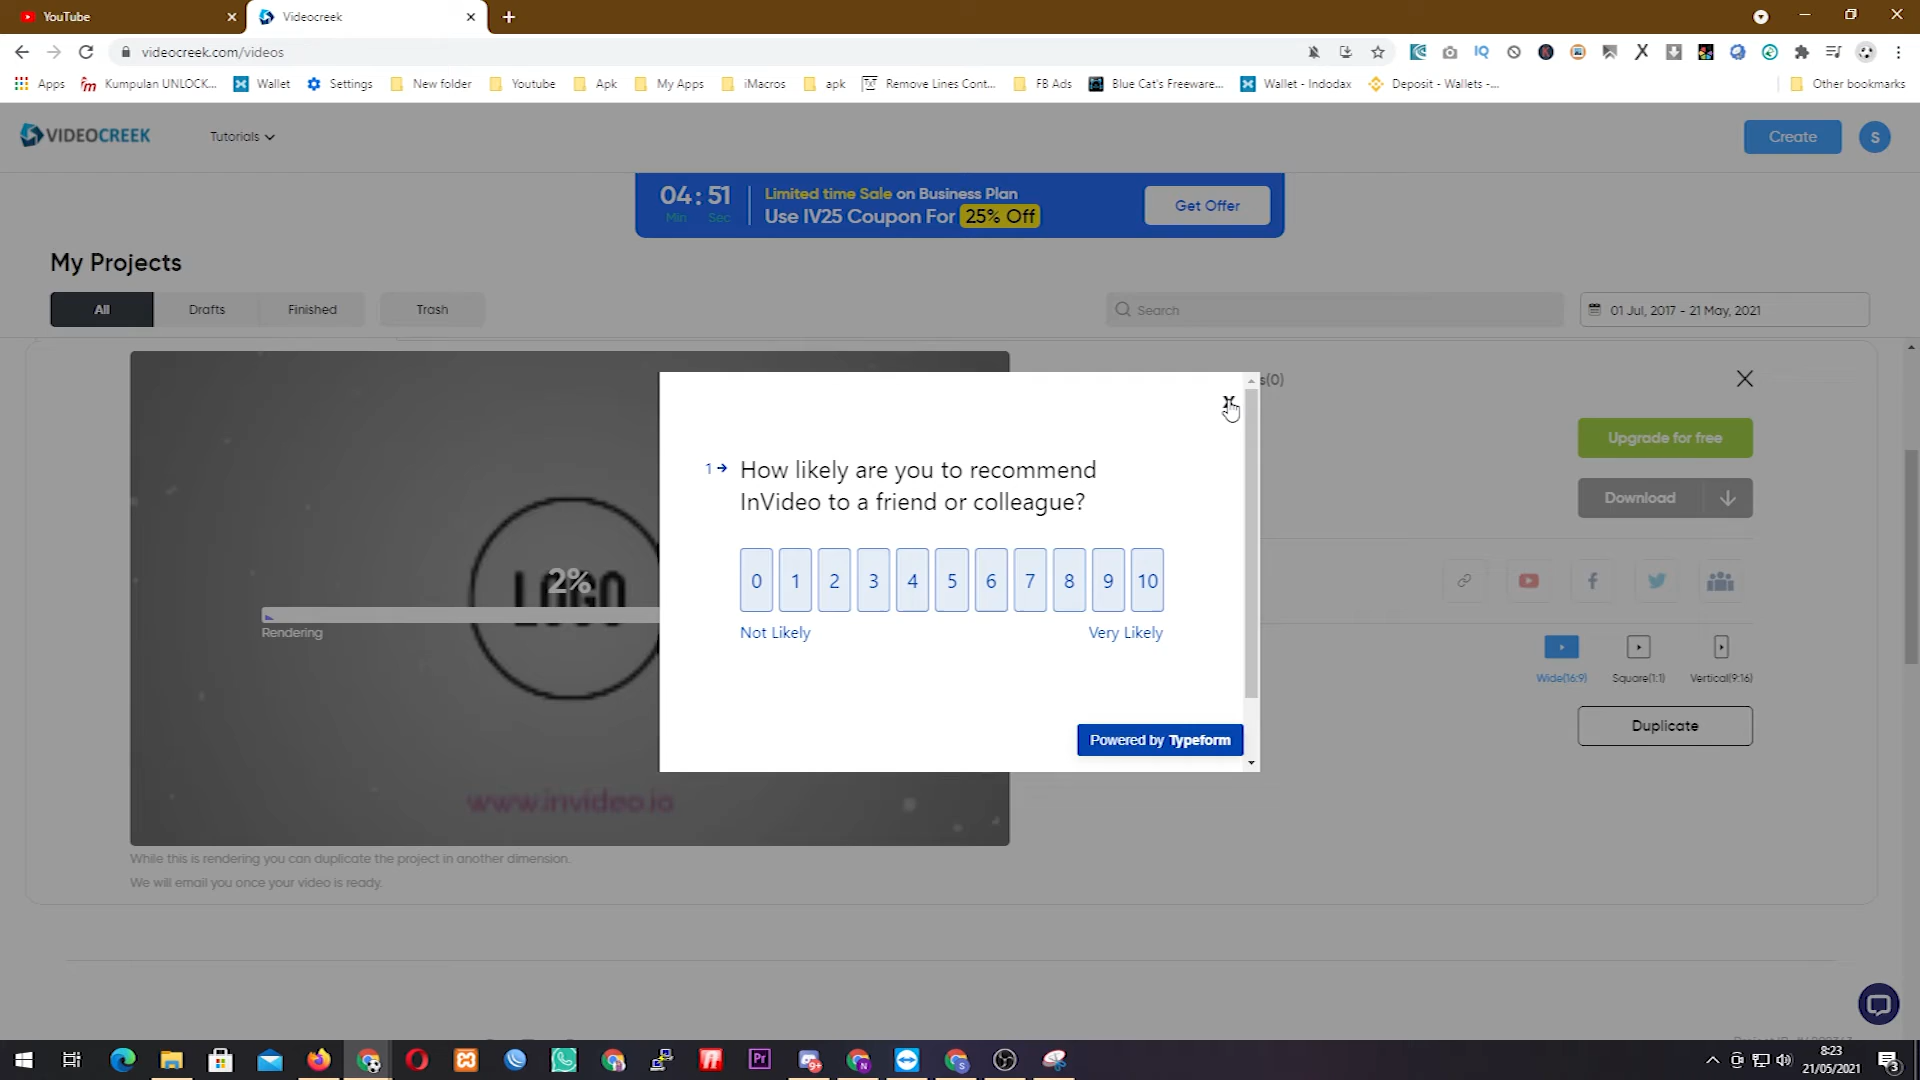 YouTube
Videocreek
videocreek.com/videos
Apps
Kumpulan UNLOCK...
Wallet
Settings
New folder
Youtube
Apk
My Apps
iMacros
apk
Remove Lines Cont...
FB Ads
Blue Cat's Freeware...
Wallet - Indodax
Deposit - Wallets -...
Other bookmarks
VIDEOCREEK
Tutorials
Create
S
04 : 51
Min Sec
Limited time Sale on Business Plan
Use IV25 Coupon For 25% Off
Get Offer
My Projects
All
Drafts
Finished
Trash
Search
01 Jul, 2017 - 21 May, 2021
s(0)
Upgrade for free
Download
1 How likely are you to recommend
InVideo to a friend or colleague?
0 1 2 3 4 5 6 7 8 9 10
Not Likely
Very Likely
Powered by Typeform
2%
LOGO
Rendering
www.invideo.io
Wide(16:9)
Square(1:1)
Vertical(9:16)
Duplicate
While this is rendering you can duplicate the project in another dimension.
We will email you once your video is ready.
8:23
21/05/2021
3